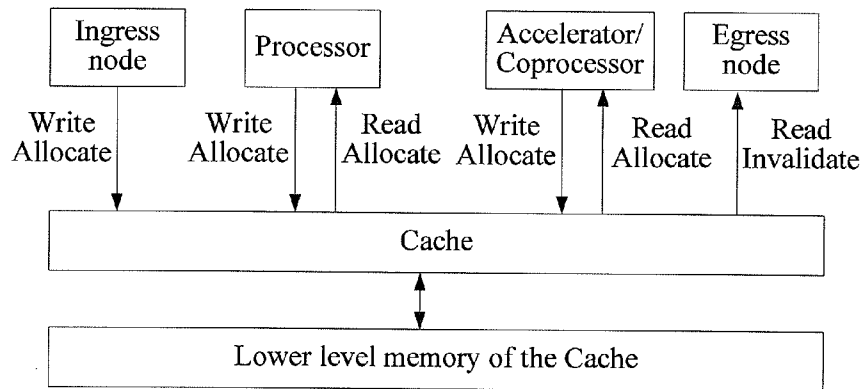 Ingress
node
Processor
Accelerator/
Coprocessor
Egress
node
Write
Allocate
Write
Allocate
Read
Allocate
Write
Allocate
Read
Allocate
Read
Invalidate
Cache
Lower level memory of the Cache